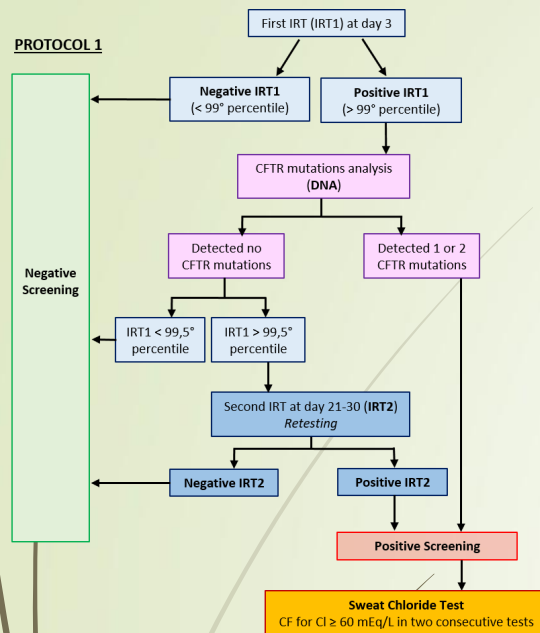 First IRT (IRT1) at day 3
PROTOCOL 1
Negative IRT1
(< 99° percentile)
Positive IRT1
(> 99° percentile)
CFTR mutations analysis
(DNA)
Detected no
CFTR mutations
Detected 1 or 2
CFTR mutations
Negative
Screening
IRT1 < 99,5°
percentile
IRT1 > 99,5°
percentile
Second IRT at day 21-30 (IRT2)
Retesting
Negative IRT2
Positive IRT2
Positive Screening
Sweat Chloride Test
CF for Cl ≥ 60 mEq/L in two consecutive tests